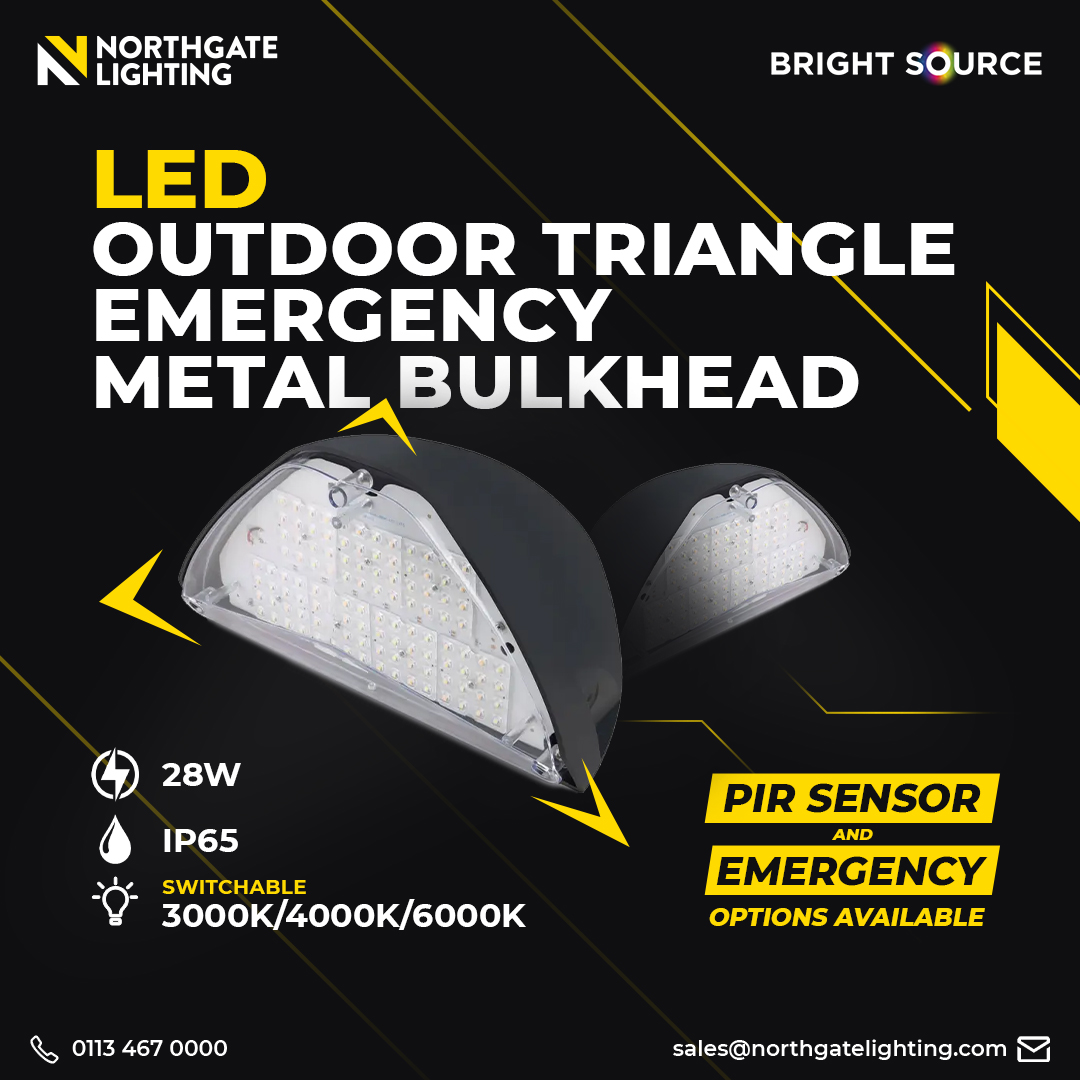 NORTHGATE
LIGHTING
BRIGHT SOURCE
LED
OUTDOOR TRIANGLE
EMERGENCY
METAL BULKHEAD
28W
IP65
SWITCHABLE
3000K/4000K/6000K
PIR SENSOR
AND
EMERGENCY
OPTIONS AVAILABLE
0113 467 0000
sales@northgatelighting.com